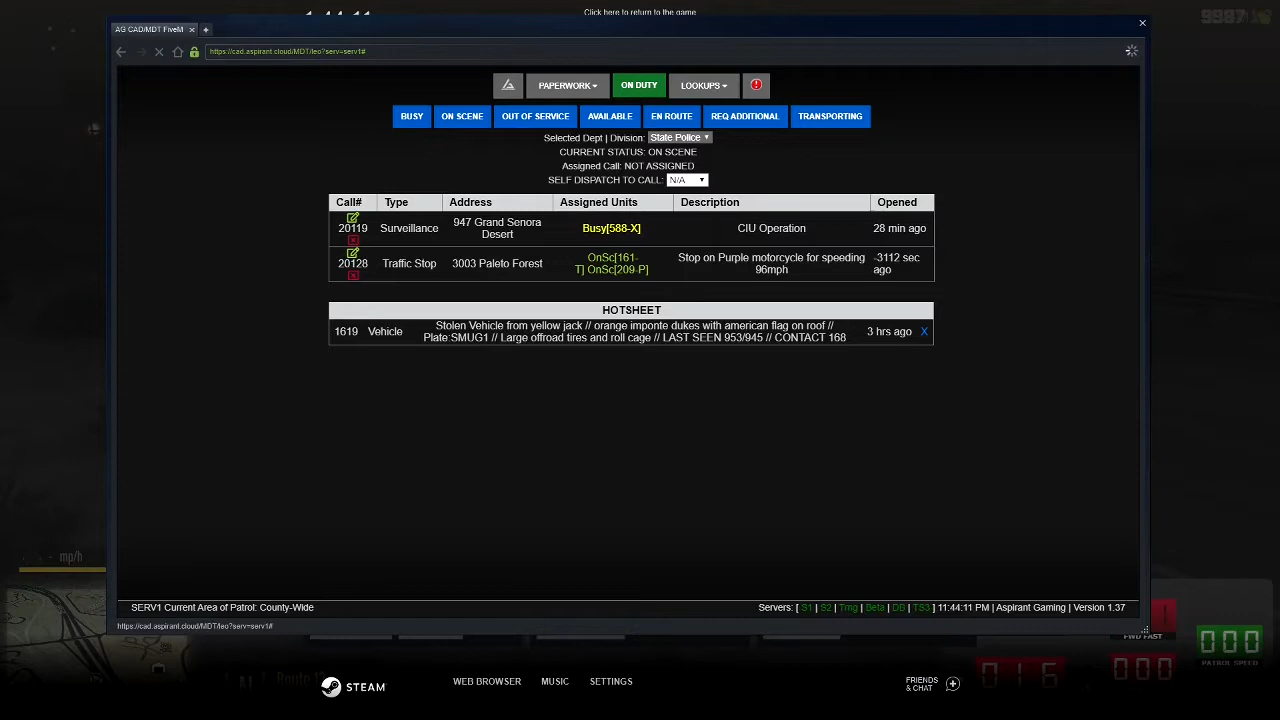 Click here to return to the game
AG CAD/MDT FiveM
https://cad.aspirant.cloud/MDT/leo?serv=serv1#
PAPERWORK ON DUTY LOOKUPS
BUSY ON SCENE OUT OF SERVICE AVAILABLE EN ROUTE REQ ADDITIONAL TRANSPORTING
Selected Dept | Division: State Police
CURRENT STATUS: ON SCENE
Assigned Call: NOT ASSIGNED
SELF DISPATCH TO CALL: N/A
Call# Type Address Assigned Units Description Opened
20119 Surveillance 947 Grand Senora Desert Busy[588-X] CIU Operation 28 min ago
20128 Traffic Stop 3003 Paleto Forest OnSc[161-T] OnSc[209-P] Stop on Purple motorcycle for speeding 96mph -3112 sec ago
HOTSHEET
1619 Vehicle Stolen Vehicle from yellow jack // orange imponte dukes with american flag on roof //
Plate:SMUG1 // Large offroad tires and roll cage // LAST SEEN 953/945 // CONTACT 168 3 hrs ago X
mp/h
SERV1 Current Area of Patrol: County-Wide
Servers: [ S1 | S2 | Trng | Beta | DB | TS3 ] 11:44:11 PM | Aspirant Gaming | Version 1.37
https://cad.aspirant.cloud/MDT/leo?serv=serv1#
FWD FAST
000
PATROL SPEED
016
000
STEAM
WEB BROWSER MUSIC SETTINGS
FRIENDS
& CHAT